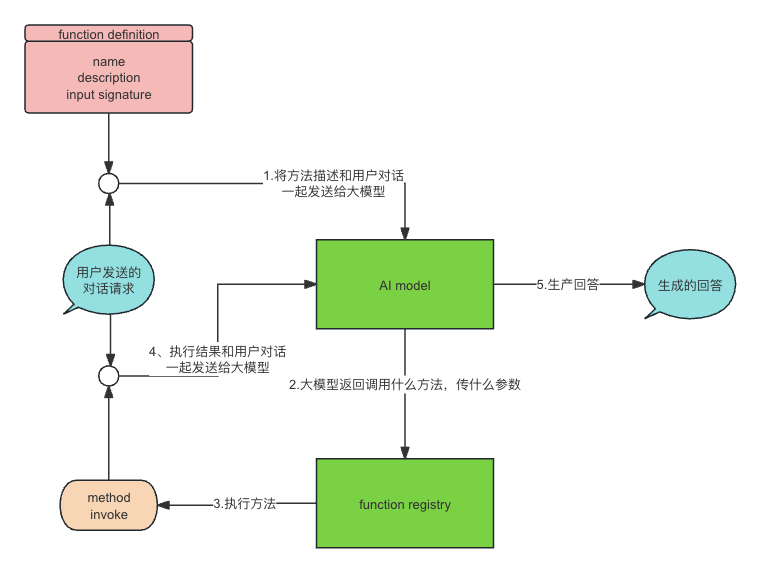 function definition
name
description
input signature
1.将方法描述和用户对话
一起发送给大模型
用户发送的
对话请求
AI model
5.生产回答
生成的回答
4、执行结果和用户对话
一起发送给大模型
2.大模型返回调用什么方法，传什么参数
method
invoke
3.执行方法
function registry